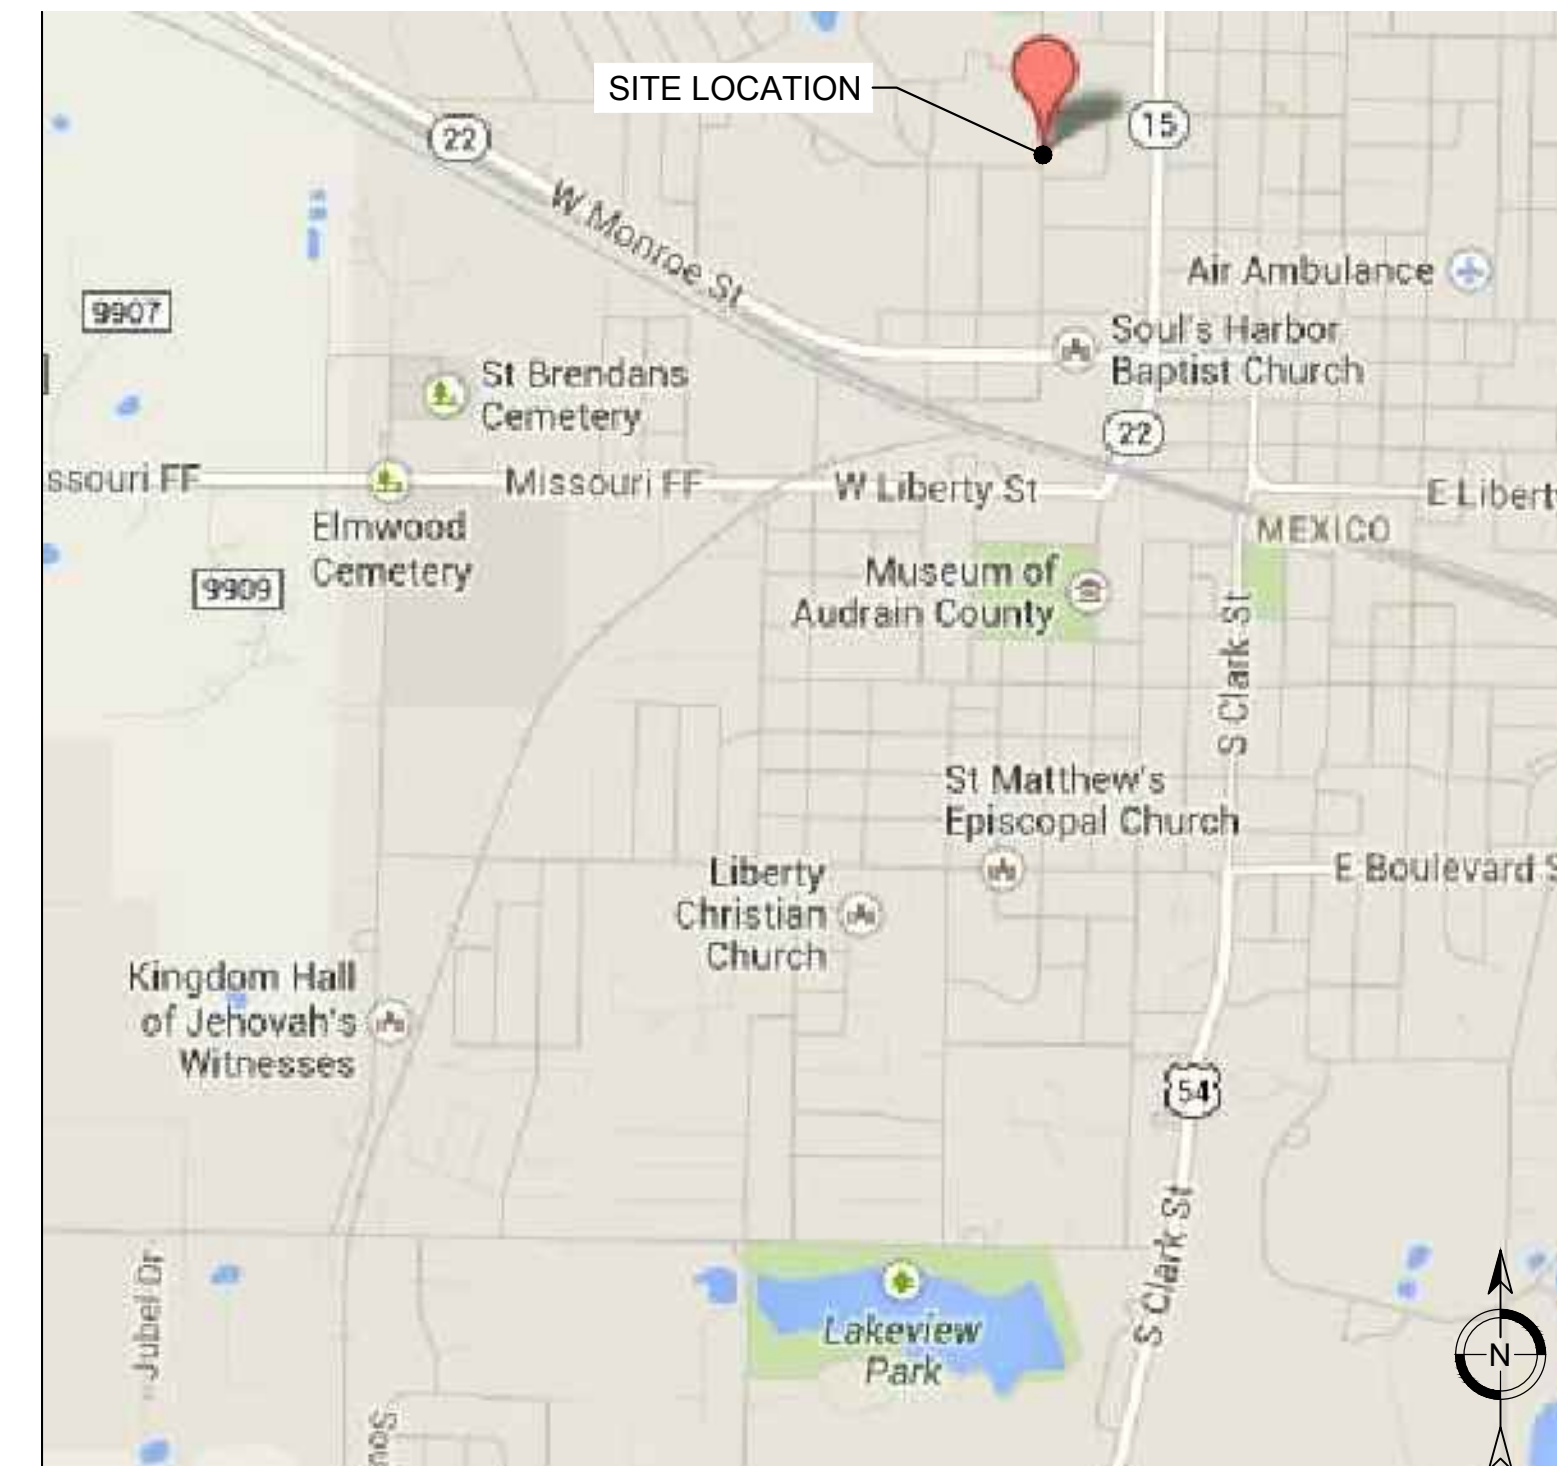 SITE LOCATION
15
22
W Monroe St
Air Ambulance
9907
Soul's Harbor
Baptist Church
St Brendans
Cemetery
22
ssouri FF
Missouri FF
W Liberty St
E Libert
MEXICO
Elmwood
Cemetery
9909
Museum of
Audrain County
S Clark St
St Matthew's
Episcopal Church
E Boulevard S
Liberty
Christian
Church
Kingdom Hall
of Jehovah's
Witnesses
54
S Clark St
Jubel Dr
Lakeview
Park
N
Sou